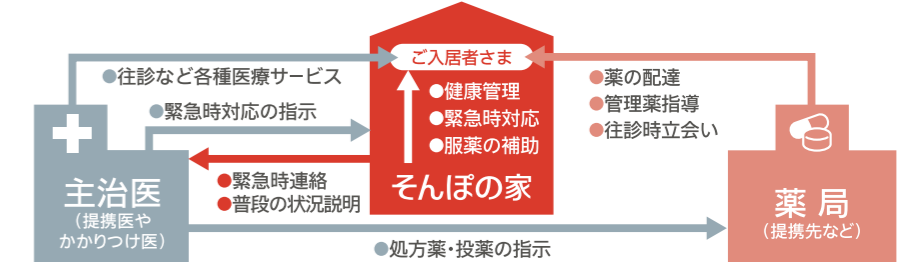 ご入居者さま
●往診など各種医療サービス
●緊急時対応の指示
●健康管理
●緊急時対応
●服薬の補助
そんぽの家
●薬の配達
●管理薬指導
●往診時立会い
主治医
（提携医や
かかりつけ医）
●緊急時連絡
●普段の状況説明
薬局
（提携先など）
●処方薬・投薬の指示